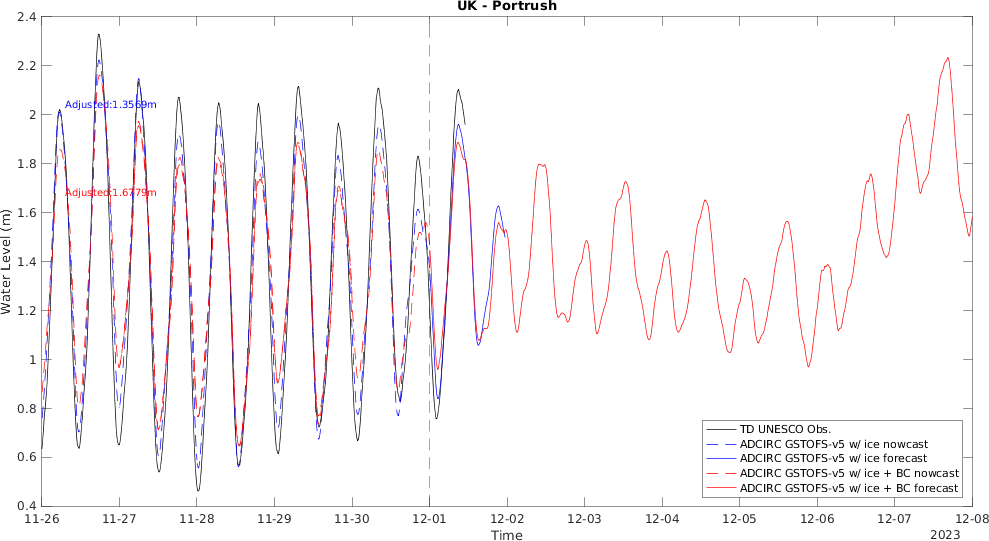 UK - Portrush
2.4
2.2
2
1.8
1.6
1.4
1.2
1
0.8
0.6
0.4
Water Level (m)
Adjusted:1.3569m
Adjusted:1.6779m
TD UNESCO Obs.
ADCIRC GSTOFS-v5 w/ ice nowcast
ADCIRC GSTOFS-v5 w/ ice forecast
ADCIRC GSTOFS-v5 w/ ice + BC nowcast
ADCIRC GSTOFS-v5 w/ ice + BC forecast
11-26 11-27 11-28 11-29 11-30 12-01 12-02 12-03 12-04 12-05 12-06 12-07 12-08
Time
2023